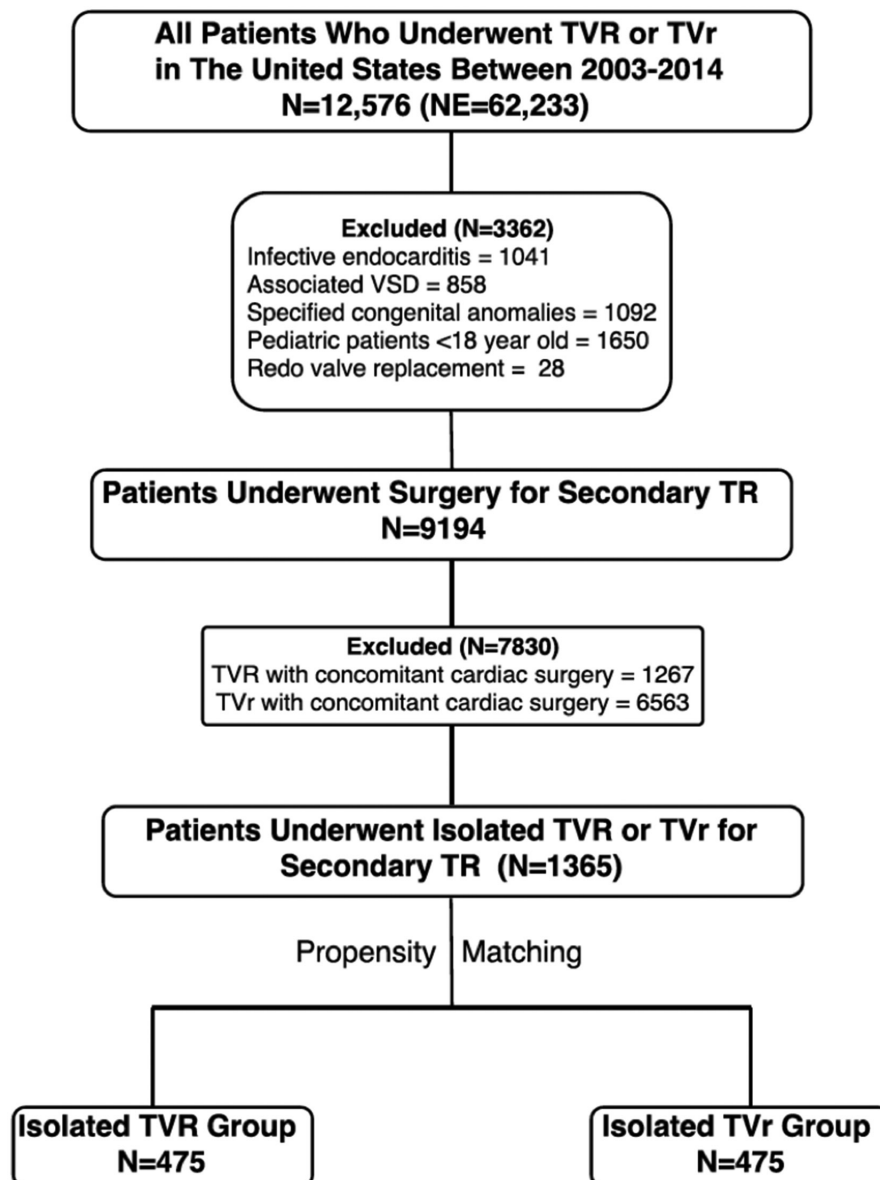 All Patients Who Underwent TVR or TVr
in The United States Between 2003-2014
N=12,576 (NE=62,233)
Excluded (N=3362)
Infective endocarditis = 1041
Associated VSD = 858
Specified congenital anomalies = 1092
Pediatric patients <18 year old = 1650
Redo valve replacement = 28
Patients Underwent Surgery for Secondary TR
N=9194
Excluded (N=7830)
TVR with concomitant cardiac surgery = 1267
TVr with concomitant cardiac surgery = 6563
Patients Underwent Isolated TVR or TVr for
Secondary TR (N=1365)
Propensity Matching
Isolated TVR Group
N=475
Isolated TVr Group
N=475